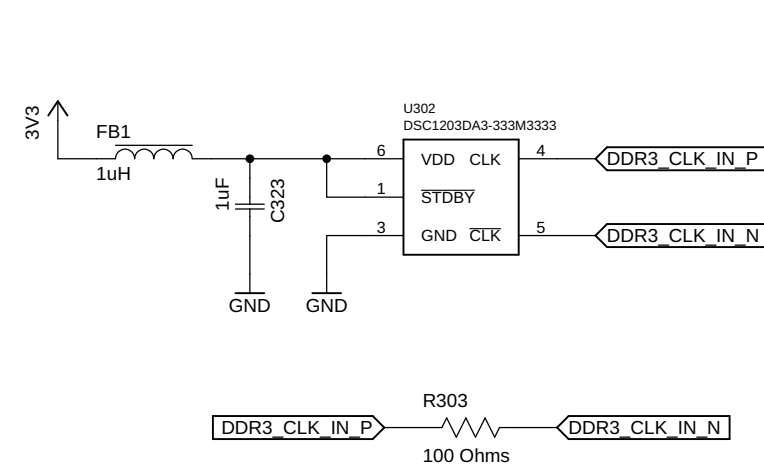 U302
DSC1203DA3-333M3333
3V3
FB1
1uH
1uF
C323
6
VDD
CLK
4
DDR3_CLK_IN_P
1
STDBY
3
GND
CLK
5
DDR3_CLK_IN_N
GND
GND
R303
DDR3_CLK_IN_P
DDR3_CLK_IN_N
100 Ohms